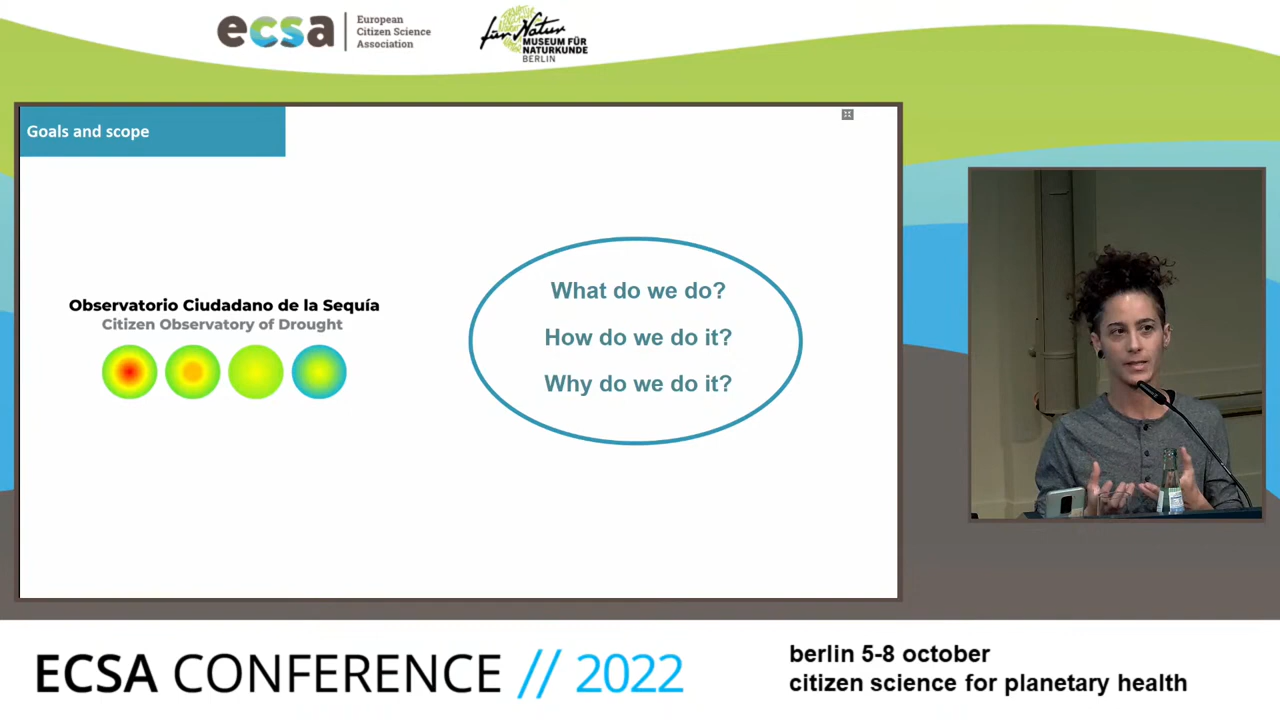 ecsa
European
Citizen Science
Association
für Natur
MUSEUM FÜR
NATURKUNDE
BERLIN
Goals and scope
Observatorio Ciudadano de la Sequía
Citizen Observatory of Drought
What do we do?
How do we do it?
Why do we do it?
ECSA CONFERENCE // 2022
berlin 5-8 october
citizen science for planetary health